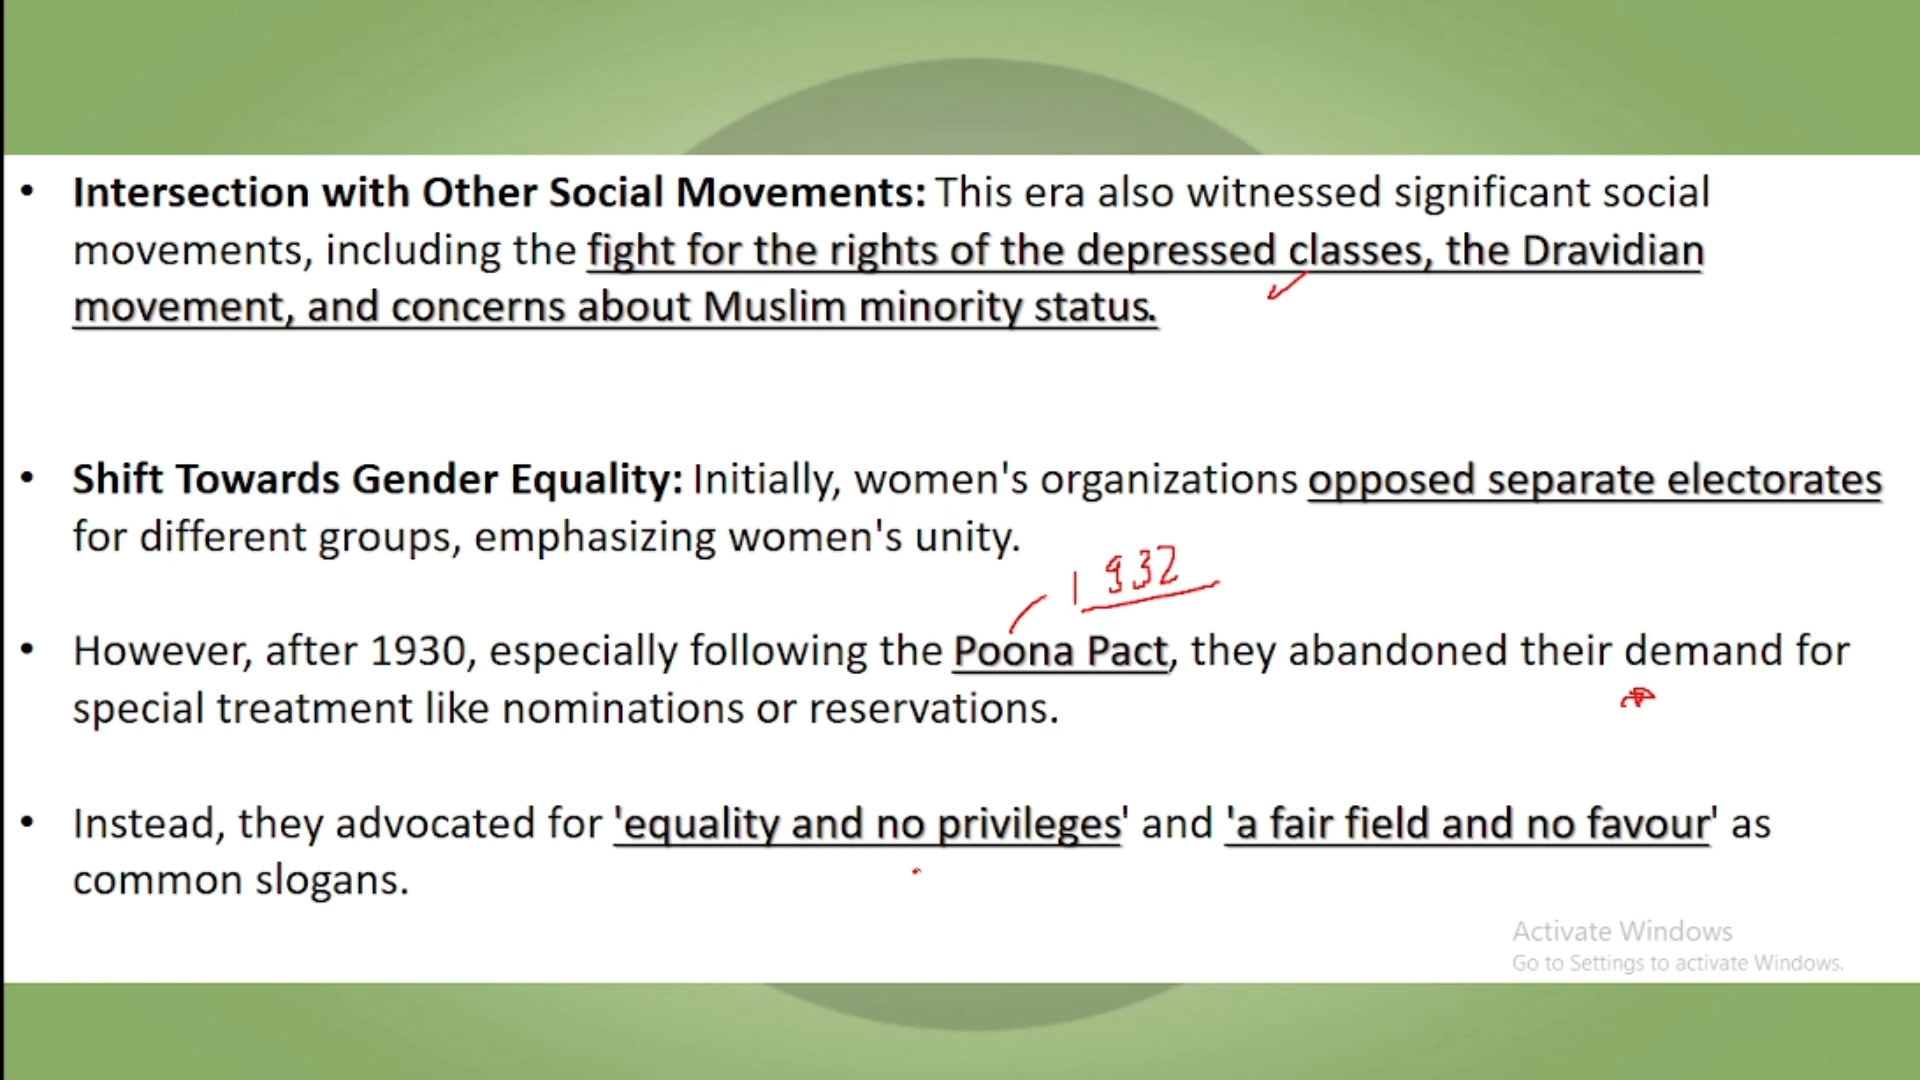 • Intersection with Other Social Movements: This era also witnessed significant social
movements, including the fight for the rights of the depressed classes, the Dravidian
movement, and concerns about Muslim minority status.
• Shift Towards Gender Equality: Initially, women's organizations opposed separate electorates
for different groups, emphasizing women's unity.
1932
• However, after 1930, especially following the Poona Pact, they abandoned their demand for
special treatment like nominations or reservations.
• Instead, they advocated for 'equality and no privileges' and 'a fair field and no favour' as
common slogans.
Activate Windows
Go to Settings to activate Windows.